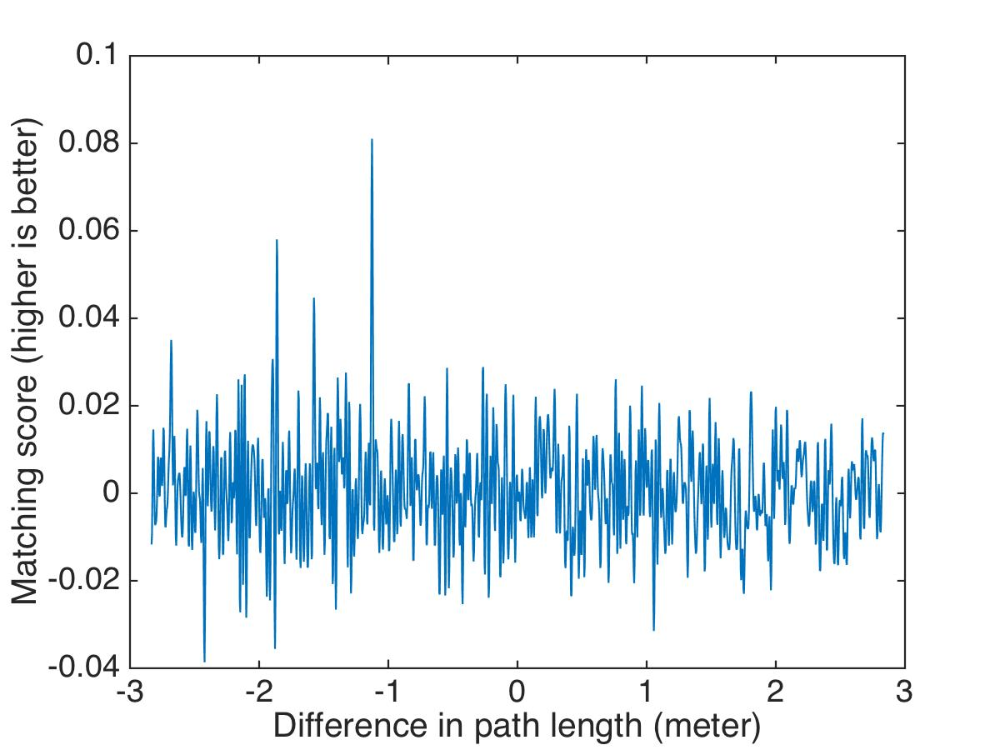 0.1
0.08
0.06
0.04
0.02
0
-0.02
-0.04
Matching score (higher is better)
-3 -2 -1 0 1 2 3
Difference in path length (meter)